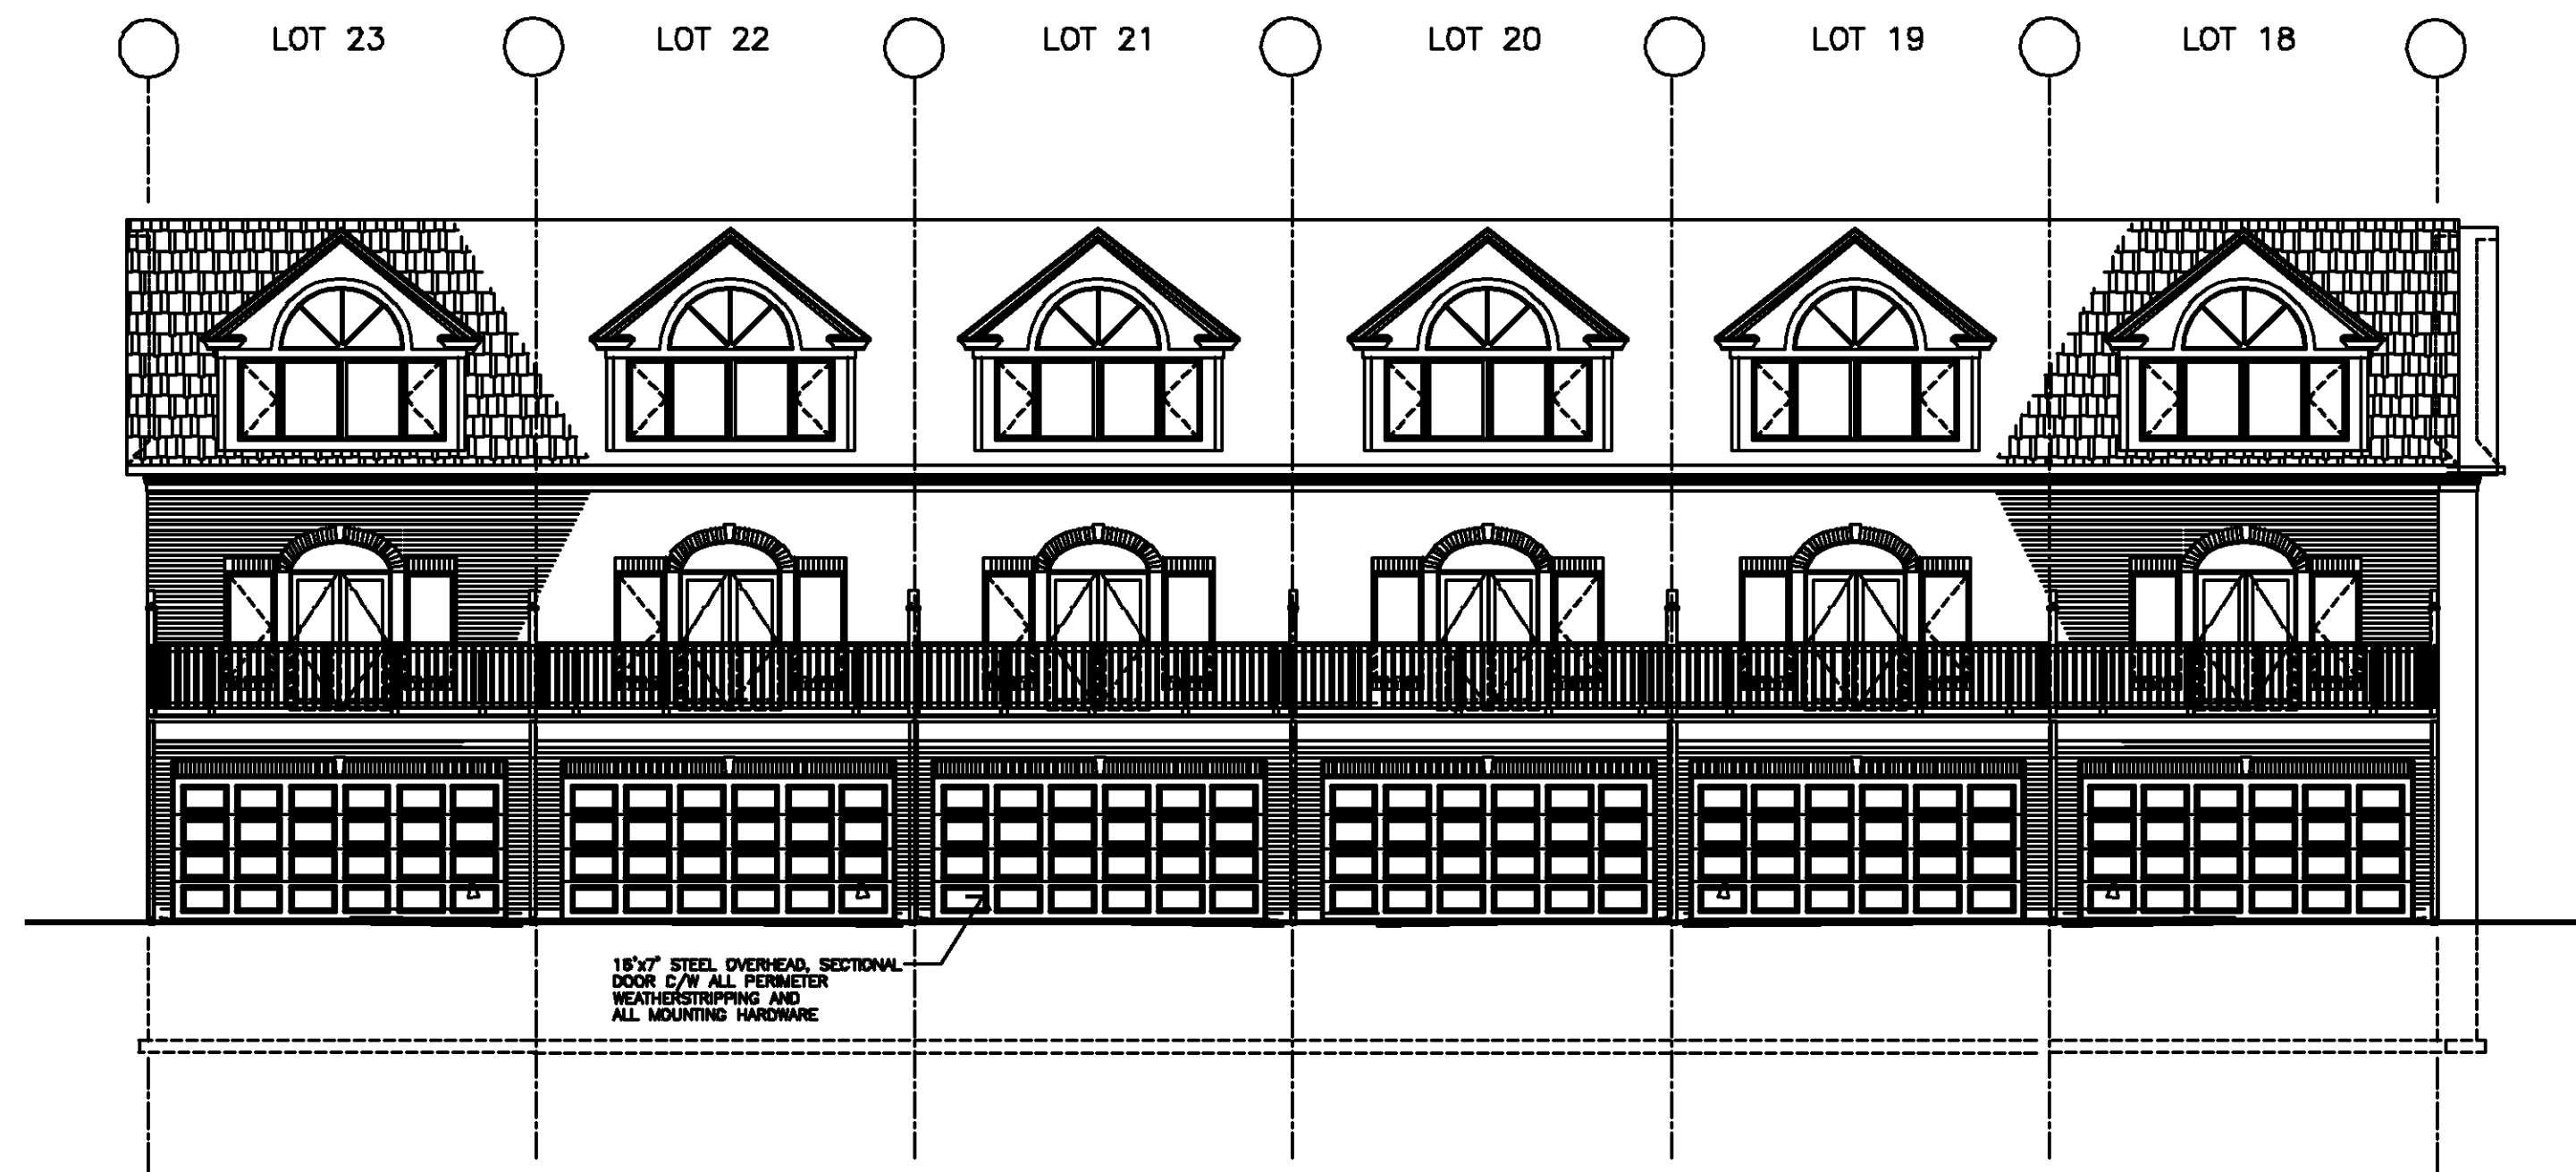 LOT 23
LOT 22
LOT 21
LOT 20
LOT 19
LOT 18
16'x7' STEEL OVERHEAD, SECTIONAL
DOOR C/W ALL PERIMETER
WEATHERSTRIPPING AND
ALL MOUNTING HARDWARE